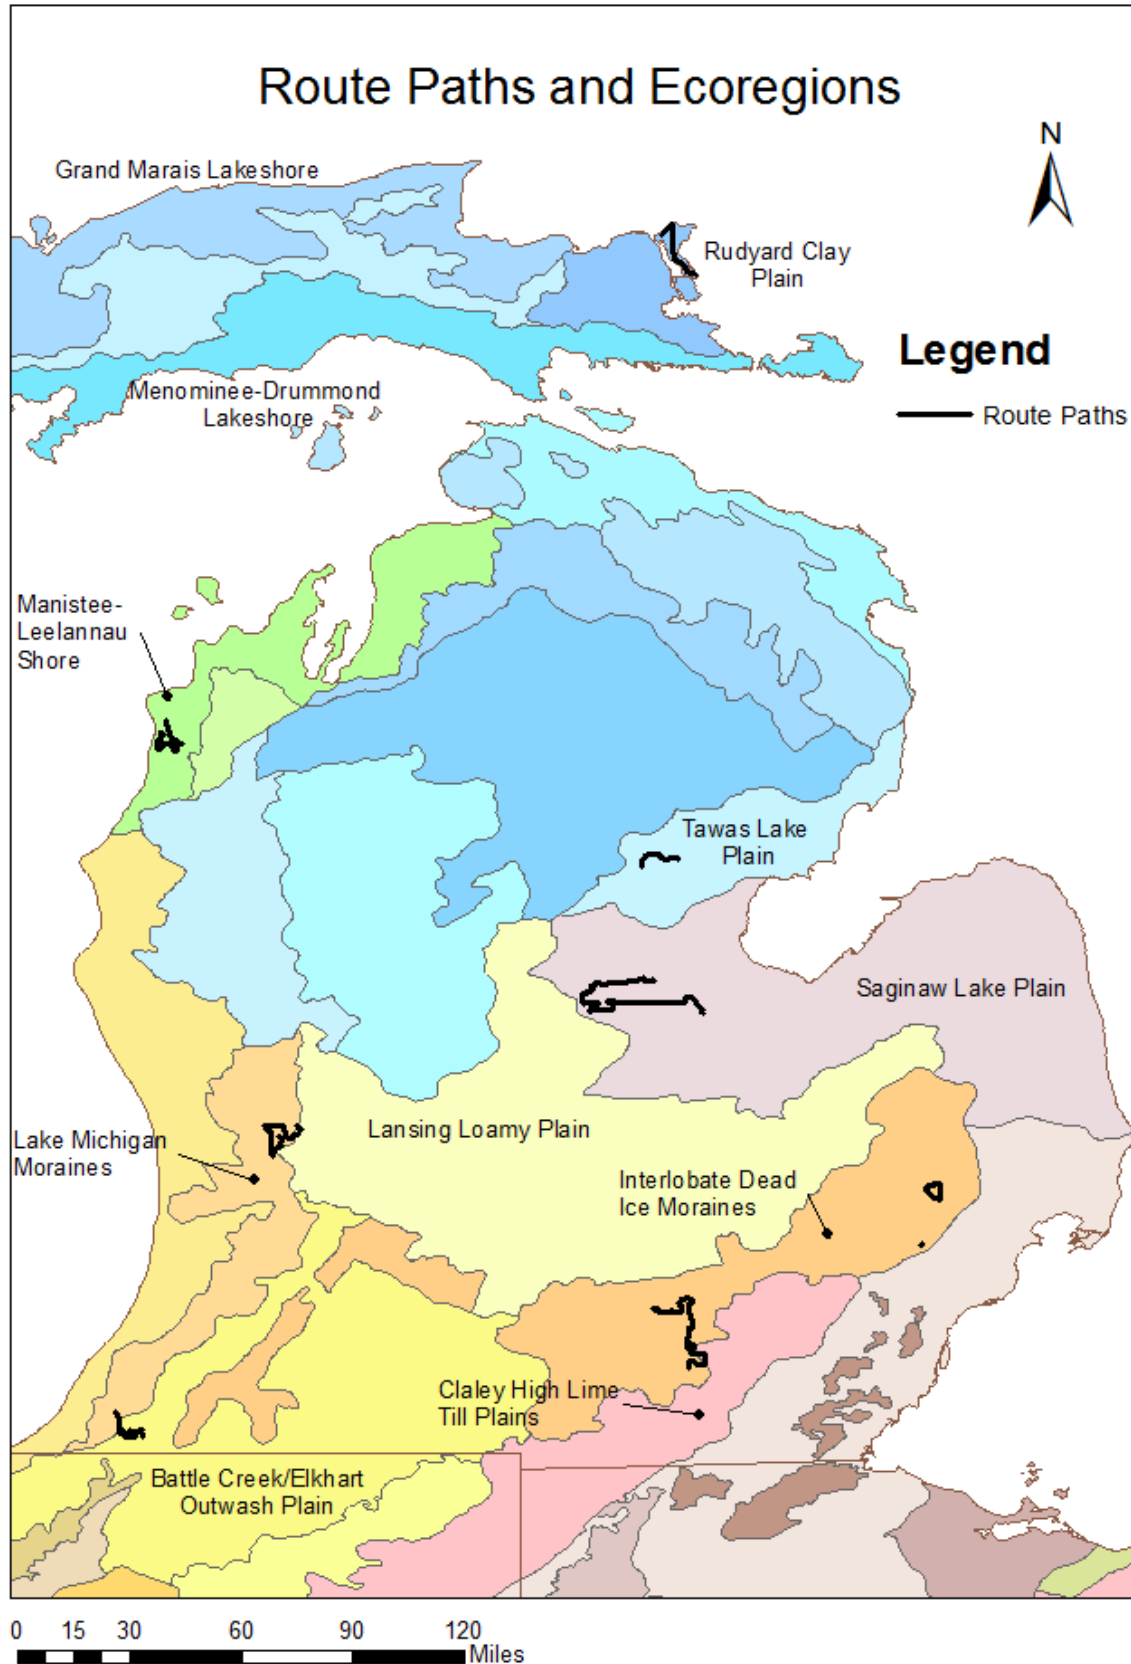 Route Paths and Ecoregions
N
Grand Marais Lakeshore
Rudyard Clay
Plain
Legend
Route Paths
Menominee-Drummond
Lakeshore
Manistee-
Leelannau
Shore
Tawas Lake
Plain
Saginaw Lake Plain
Lansing Loamy Plain
Lake Michigan
Moraines
Interlobate Dead
Ice Moraines
Claley High Lime
Till Plains
Battle Creek/Elkhart
Outwash Plain
0 15 30 60 90 120
Miles